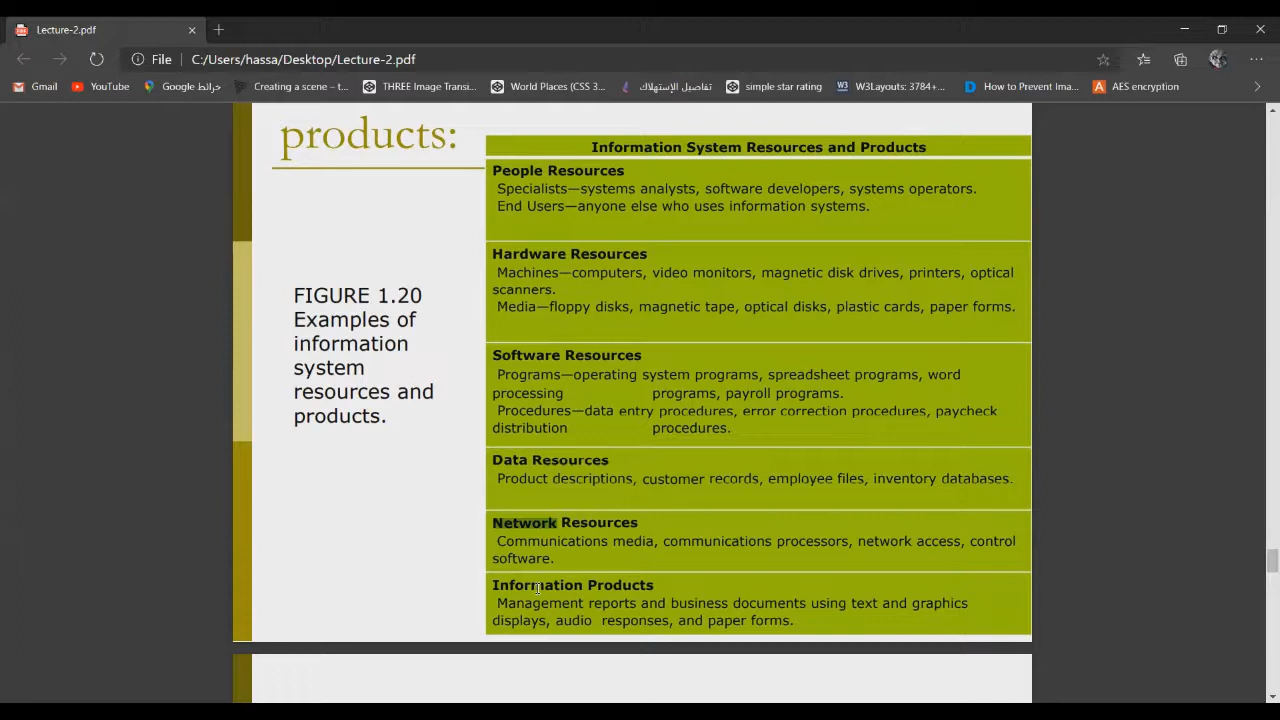 Lecture-2.pdf
File C:/Users/hassa/Desktop/Lecture-2.pdf
Gmail YouTube خرائط Google Creating a scene – t... THREE Image Transi... World Places (CSS 3... تفاصيل الإستهلاك simple star rating W3Layouts: 3784+... How to Prevent Ima... AES encryption
products:
Information System Resources and Products
People Resources
Specialists—systems analysts, software developers, systems operators.
End Users—anyone else who uses information systems.
Hardware Resources
Machines—computers, video monitors, magnetic disk drives, printers, optical
scanners.
Media—floppy disks, magnetic tape, optical disks, plastic cards, paper forms.
FIGURE 1.20
Examples of
information
system
resources and
products.
Software Resources
Programs—operating system programs, spreadsheet programs, word
processing programs, payroll programs.
Procedures—data entry procedures, error correction procedures, paycheck
distribution procedures.
Data Resources
Product descriptions, customer records, employee files, inventory databases.
Network Resources
Communications media, communications processors, network access, control
software.
Information Products
Management reports and business documents using text and graphics
displays, audio responses, and paper forms.